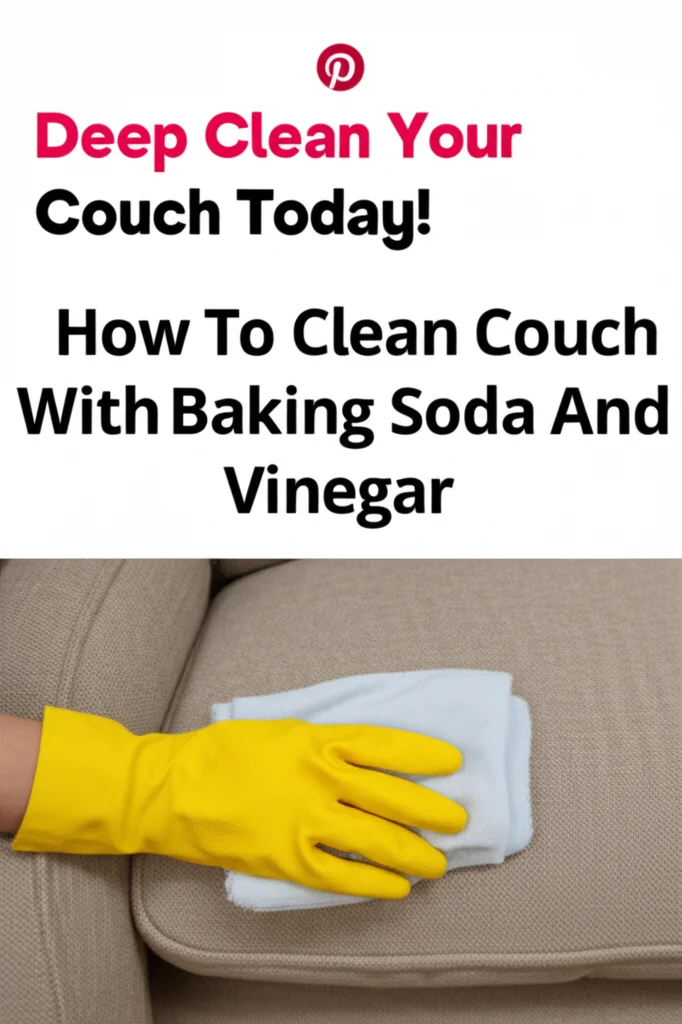 Deep Clean Your
Couch Today!
How To Clean Couch
With Baking Soda And
Vinegar